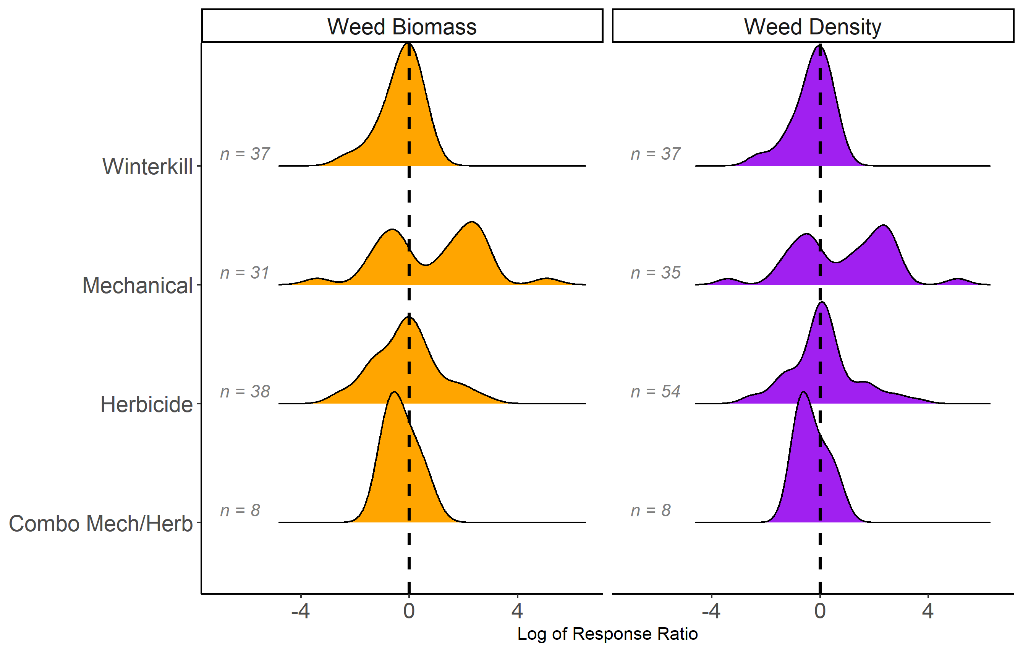 Weed Biomass Weed Density
Winterkill n = 37 n = 37
Mechanical n = 31 n = 35
Herbicide n = 38 n = 54
Combo Mech/Herb n = 8 n = 8
-4 0 4 -4 0 4
Log of Response Ratio